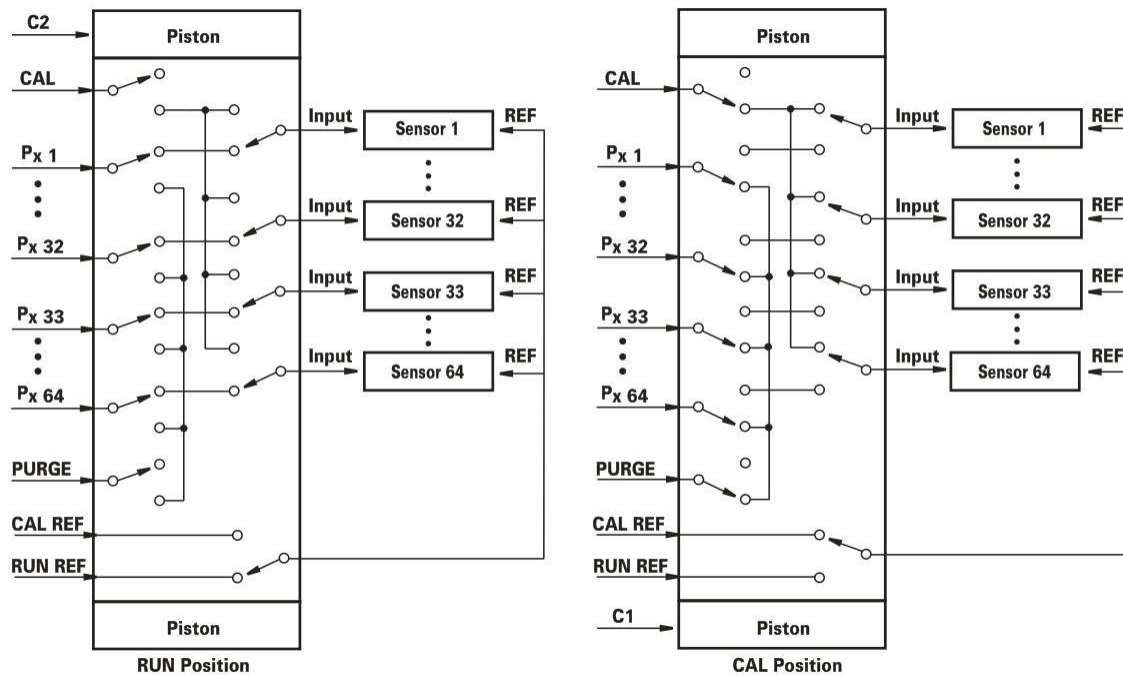 C2
Piston
CAL
Px 1
Px 32
Px 33
Px 64
PURGE
CAL REF
RUN REF
Input
Sensor 1
REF
Input
Sensor 32
REF
Input
Sensor 33
REF
Input
Sensor 64
REF
Piston
RUN Position
Piston
CAL
Px 1
Px 32
Px 33
Px 64
PURGE
CAL REF
RUN REF
Input
Sensor 1
REF
Input
Sensor 32
REF
Input
Sensor 33
REF
Input
Sensor 64
REF
C1
Piston
CAL Position